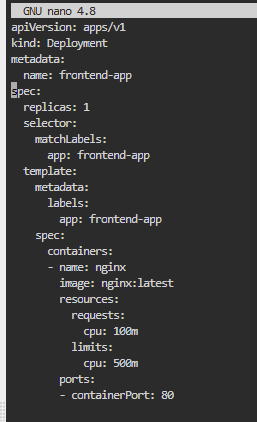 GNU nano 4.8
apiVersion: apps/v1
kind: Deployment
metadata:
  name: frontend-app
spec:
  replicas: 1
  selector:
    matchLabels:
      app: frontend-app
  template:
    metadata:
      labels:
        app: frontend-app
    spec:
      containers:
      - name: nginx
        image: nginx:latest
        resources:
          requests:
            cpu: 100m
          limits:
            cpu: 500m
        ports:
        - containerPort: 80